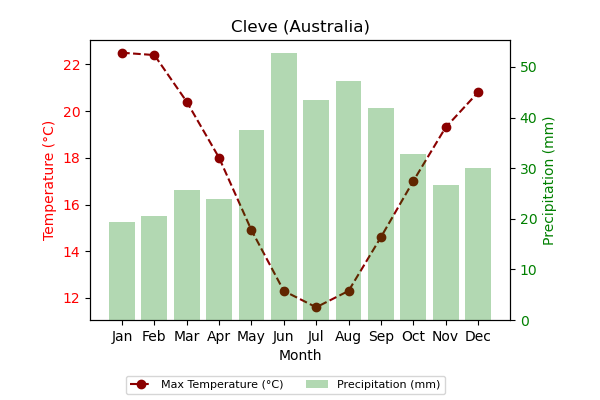 Cleve (Australia)
Temperature (°C)
22
20
18
16
14
12
50
40
30
20
10
0
Precipitation (mm)
Jan Feb Mar Apr May Jun Jul Aug Sep Oct Nov Dec
Month
Max Temperature (°C) Precipitation (mm)